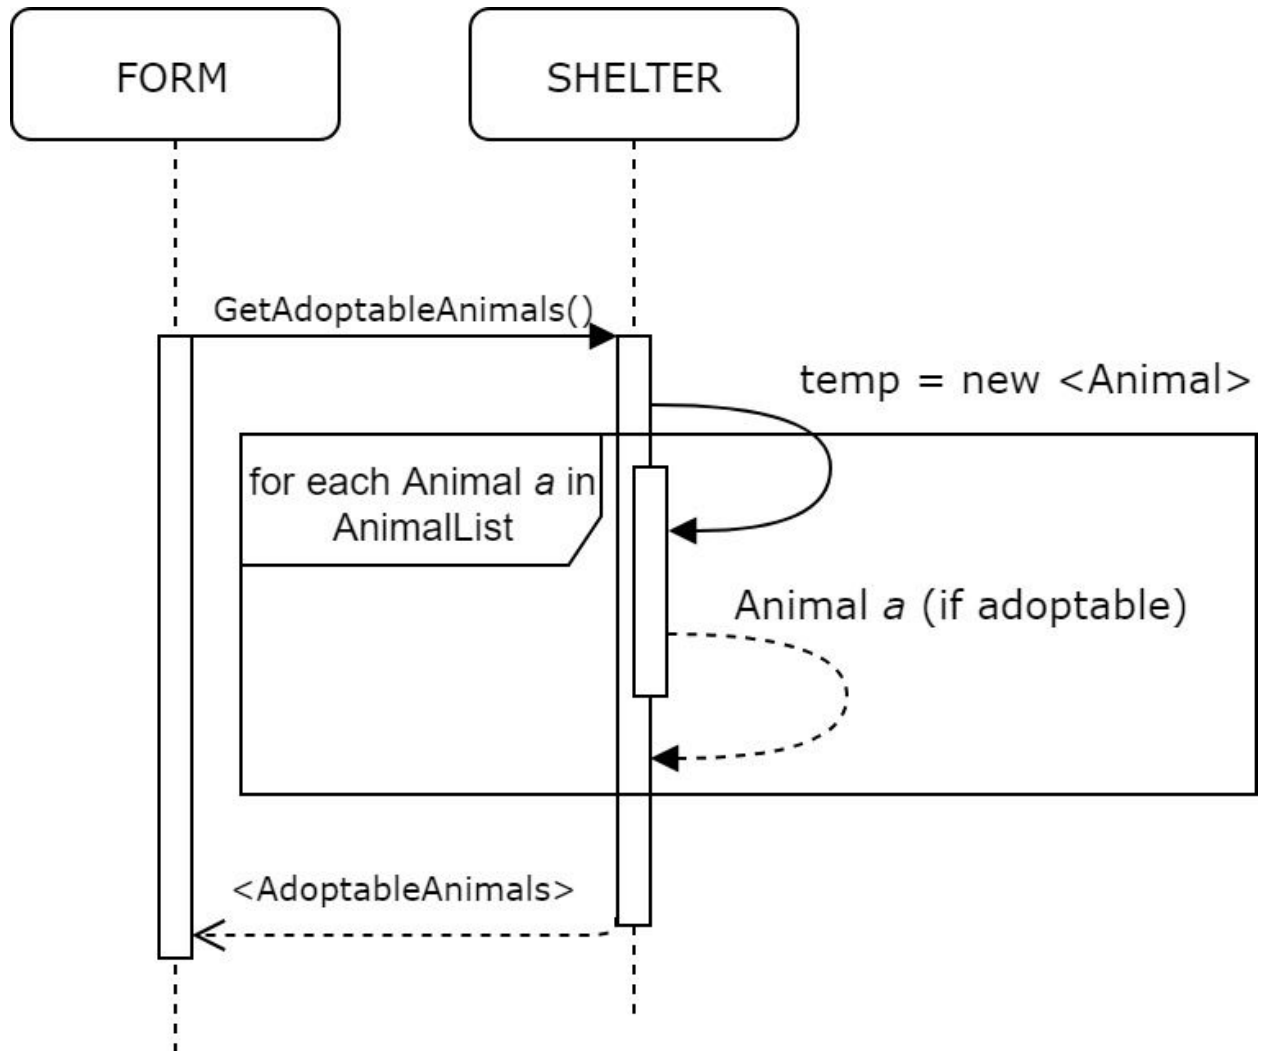 FORM
SHELTER
GetAdoptableAnimals()
temp = new <Animal>
for each Animal a in
AnimalList
Animal a (if adoptable)
<AdoptableAnimals>